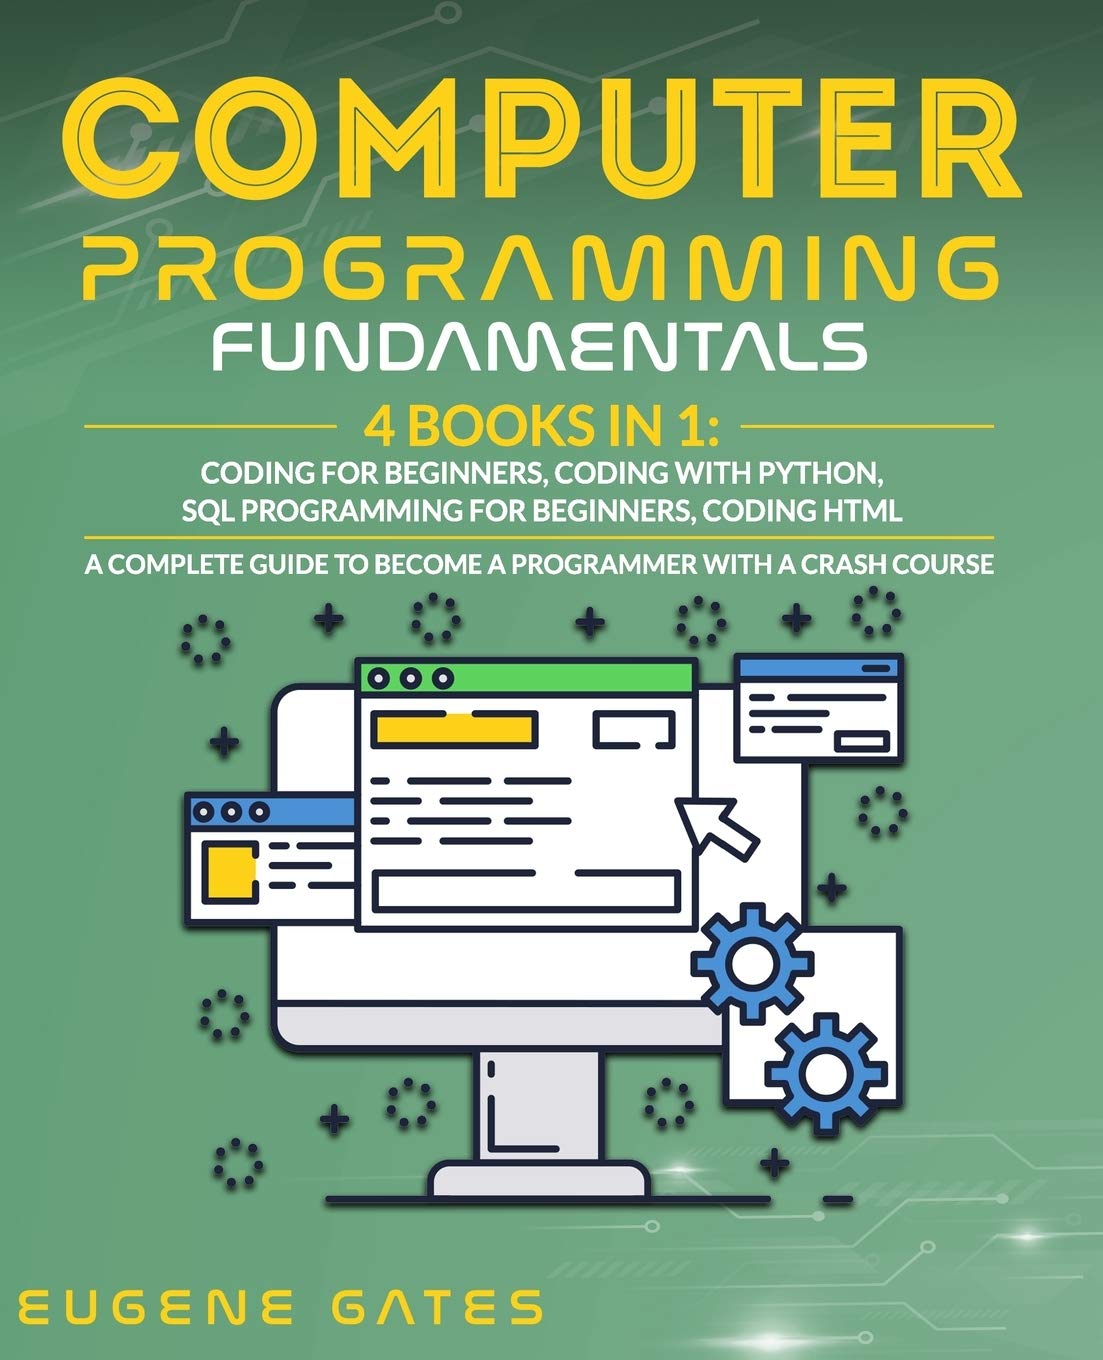 COMPUTER
PROGRAMMING
FUNDAMENTALS
4 BOOKS IN 1:
CODING FOR BEGINNERS, CODING WITH PYTHON,
SQL PROGRAMMING FOR BEGINNERS, CODING HTML
A COMPLETE GUIDE TO BECOME A PROGRAMMER WITH A CRASH COURSE
EUGENE GATES